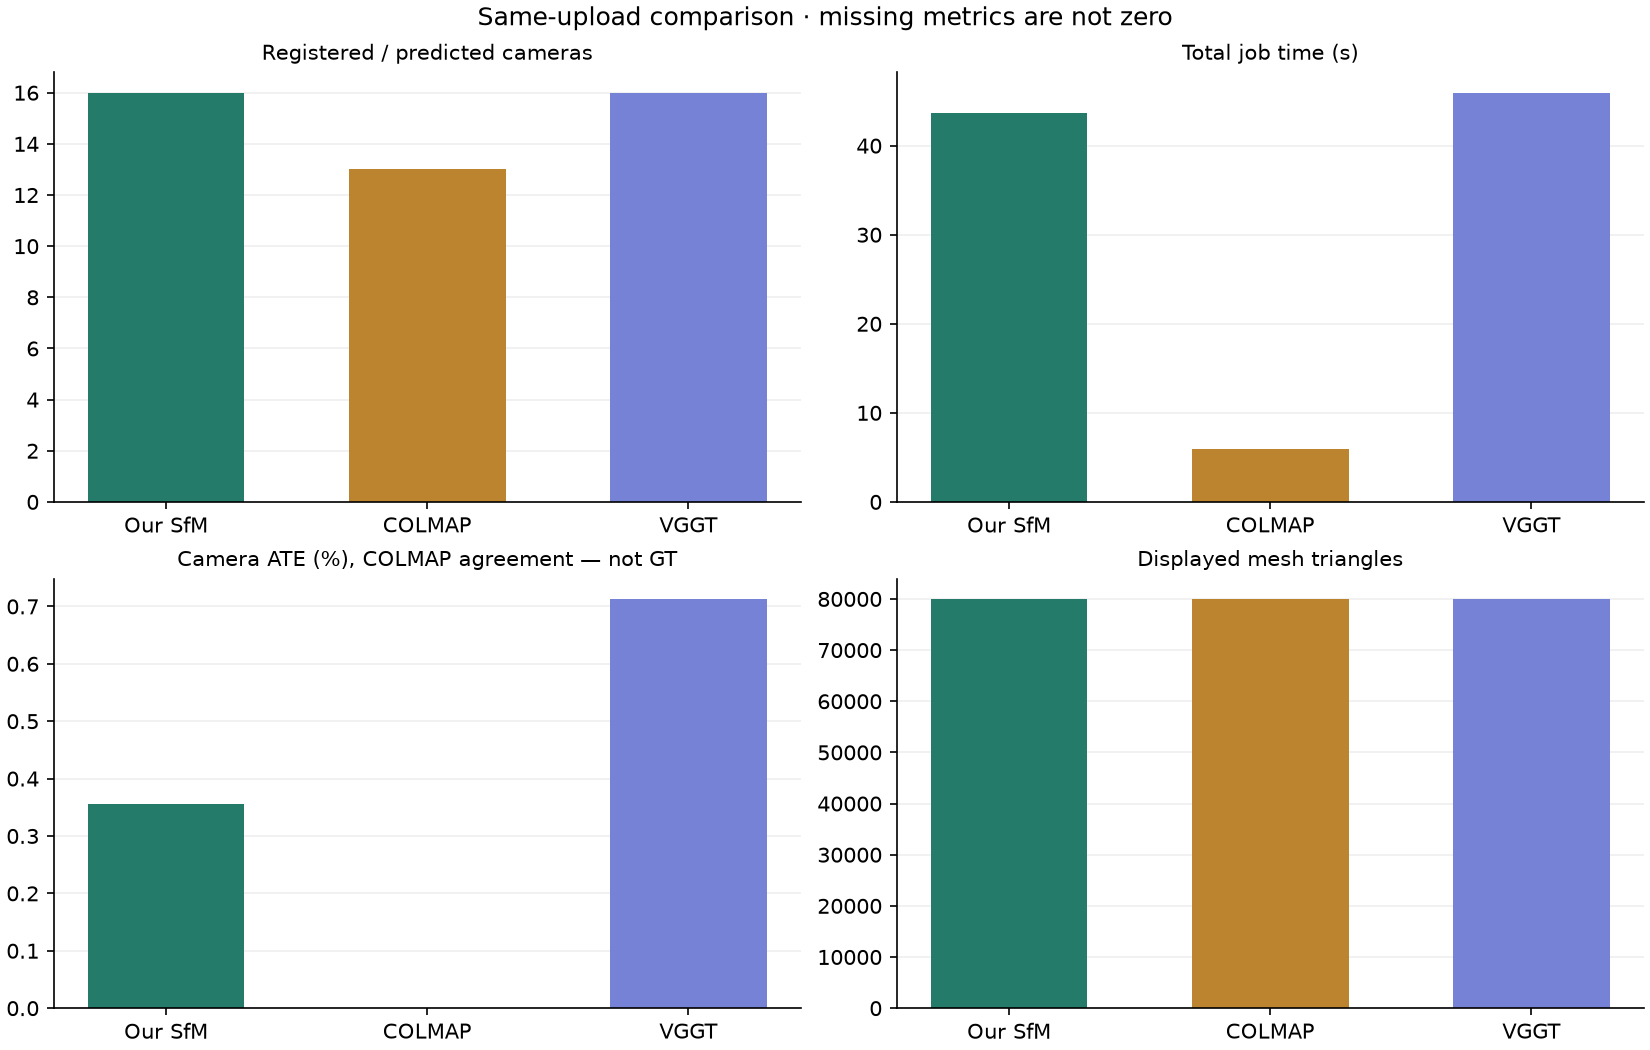 Same-upload comparison · missing metrics are not zero
Registered / predicted cameras
16
14
12
10
8
6
4
2
0
Our SfM
COLMAP
VGGT
Total job time (s)
40
30
20
10
0
Our SfM
COLMAP
VGGT
Camera ATE (%), COLMAP agreement — not GT
0.7
0.6
0.5
0.4
0.3
0.2
0.1
0.0
Our SfM
COLMAP
VGGT
Displayed mesh triangles
80000
70000
60000
50000
40000
30000
20000
10000
0
Our SfM
COLMAP
VGGT